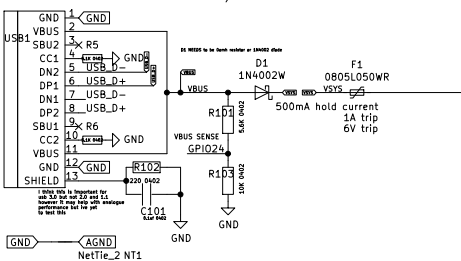 GND 1 GND
USB1
VBUS 2
SBU2 3 R5
CC1 4 5.1K 0402 GND
DN2 5 USB_D-
DP1 6 USB_D+
DN1 7 USB_D-
DP2 8 USB_D+
SBU1 9 R6
CC2 10 5.1K 0402 GND
VBUS 11
GND 12 GND
SHIELD 13
D1 NEEDS to be 0ohm resistor or 1N4002 diode
D1
1N4002W
VBUS
VBUS
VBUS VSYS VSYS
F1
0805L050WR
500mA hold current
1A trip
6V trip
R101
5.6K 0402
VBUS SENSE
GPIO24
R103
10K 0402
GND
R102
220 0402
C101
0.1uf 0402
GND
I think this is important for
usb 3.0 but not 2.0 and 1.1
however it may help with analogue
performance but ive yet
to test this
GND AGND
NetTie_2 NT1